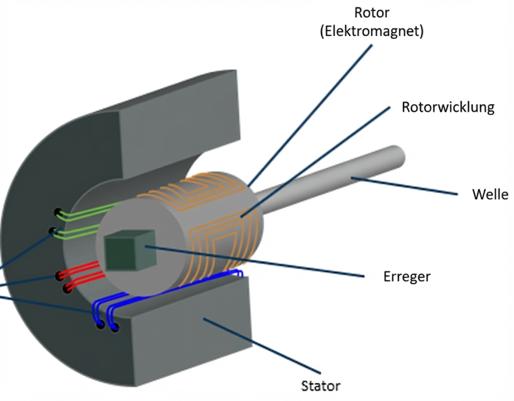 Rotor
(Elektromagnet)
Rotorwicklung
Welle
Erreger
Stator